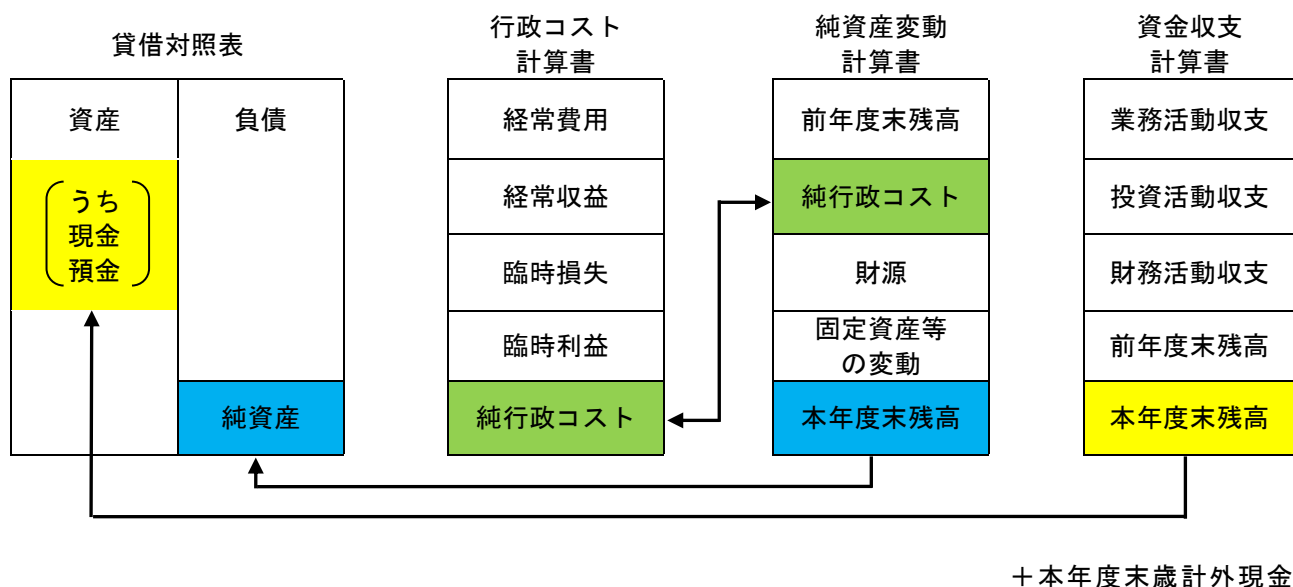 貸借対照表
資産
負債
うち
現金
預金
純資産
行政コスト
計算書
経常費用
経常収益
臨時損失
臨時利益
純行政コスト
純資産変動
計算書
前年度末残高
純行政コスト
財源
固定資産等
の変動
本年度末残高
資金収支
計算書
業務活動収支
投資活動収支
財務活動収支
前年度末残高
本年度末残高
＋本年度末歳計外現金